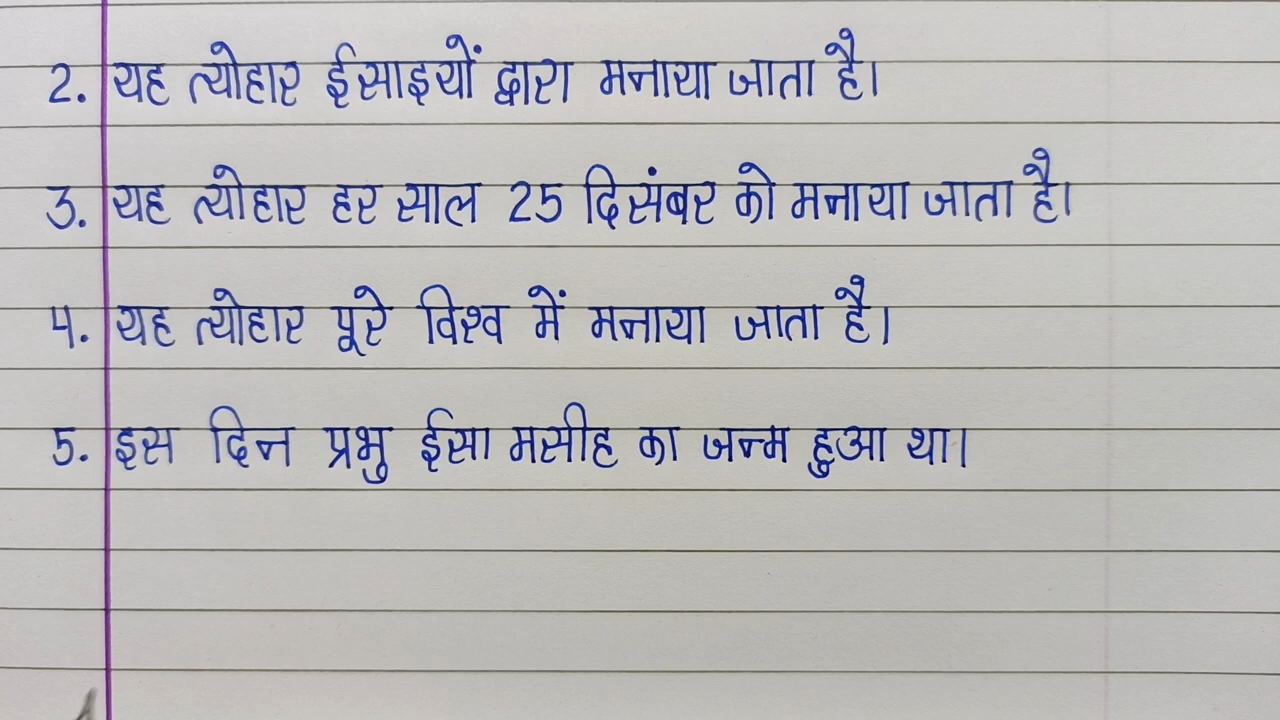 2. यह त्योहार ईसाइयों द्वारा मनाया जाता है।
3. यह त्योहार हर साल 25 दिसंबर को मनाया जाता है।
4. यह त्योहार पूरे विश्व में मनाया जाता है।
5. इस दिन प्रभु ईसा मसीह का जन्म हुआ था।